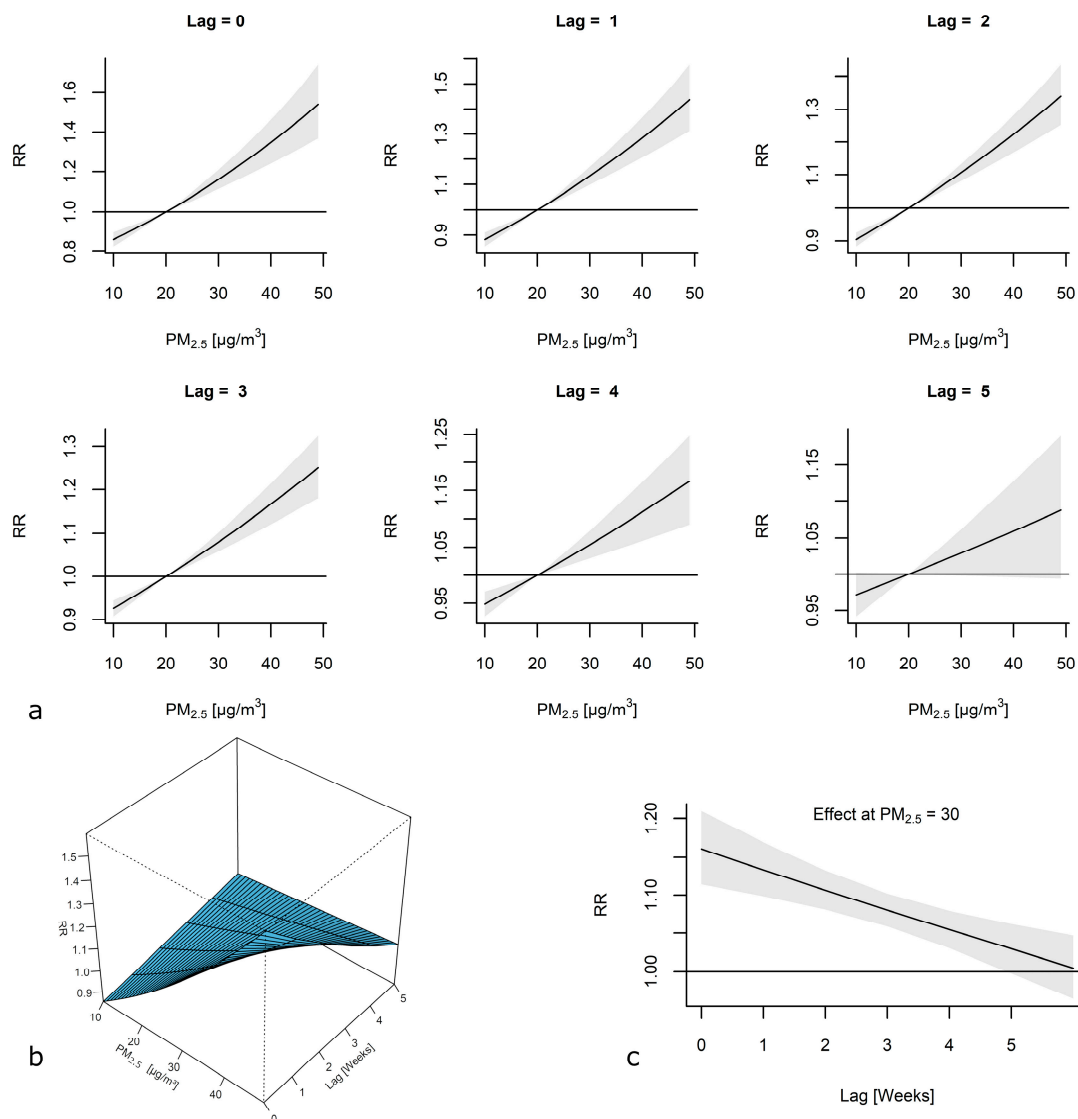 Lag = 0
RR
0.8 1.0 1.2 1.4 1.6
10 20 30 40 50
PM2.5 [µg/m³]
Lag = 1
RR
0.9 1.1 1.3 1.5
10 20 30 40 50
PM2.5 [µg/m³]
Lag = 2
RR
0.9 1.1 1.3
10 20 30 40 50
PM2.5 [µg/m³]
Lag = 3
RR
0.9 1.0 1.1 1.2 1.3
10 20 30 40 50
PM2.5 [µg/m³]
Lag = 4
RR
0.95 1.05 1.15 1.25
10 20 30 40 50
PM2.5 [µg/m³]
Lag = 5
RR
0.95 1.05 1.15
10 20 30 40 50
PM2.5 [µg/m³]
a
RR
0.9 1.0 1.1 1.2 1.3 1.4 1.5
10 20 30 40
PM2.5 [µg/m³]
0 1 2 3 4 5
Lag [Weeks]
b
Effect at PM2.5 = 30
RR
1.00 1.10 1.20
0 1 2 3 4 5
Lag [Weeks]
c